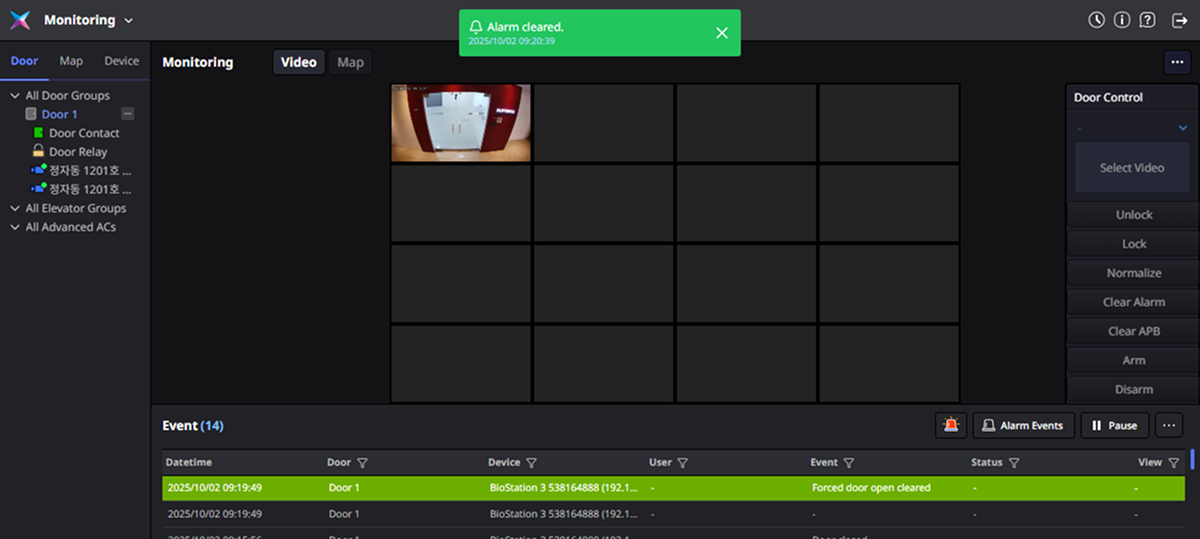 Monitoring
Alarm cleared.
2025/10/02 09:20:39
Door Map Device
Monitoring
Video Map
All Door Groups
Door 1
Door Contact
Door Relay
정자동 1201호 ...
정자동 1201호 ...
All Elevator Groups
All Advanced ACs
Door Control
-
Select Video
Unlock
Lock
Normalize
Clear Alarm
Clear APB
Arm
Disarm
Event (14)
Alarm Events
Pause
Datetime Door Device User Event Status View
2025/10/02 09:19:49 Door 1 BioStation 3 538164888 (192.1... - Forced door open cleared - -
2025/10/02 09:19:49 Door 1 BioStation 3 538164888 (192.1... - - - -